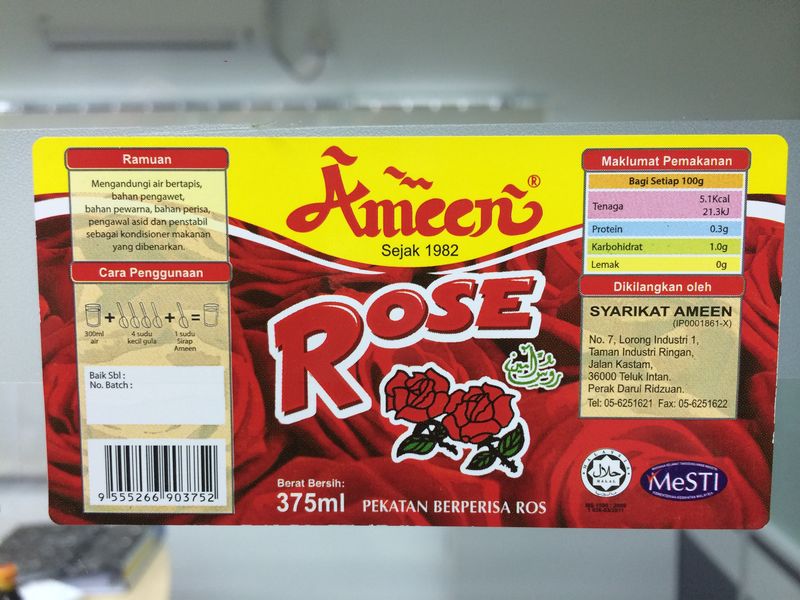 Ramuan
Mengandungi air bertapis,
bahan pengawet,
bahan pewarna, bahan perisa,
pengawal asid dan penstabil
sebagai kondisioner makanan
yang dibenarkan.
Cara Penggunaan
+ + =
300ml
air
4 sudu
kecil gula
1 sudu
Sirap
Ameen
Baik Sbl :
No. Batch :
9 555266 903752
Ameen®
Sejak 1982
ROSE
Berat Bersih:
375ml PEKATAN BERPERISA ROS
Maklumat Pemakanan
Bagi Setiap 100g
Tenaga 5.1Kcal
21.3kJ
Protein 0.3g
Karbohidrat 1.0g
Lemak 0g
Dikilangkan oleh
SYARIKAT AMEEN
(IP0001861-X)
No. 7, Lorong Industri 1,
Taman Industri Ringan,
Jalan Kastam,
36000 Teluk Intan.
Perak Darul Ridzuan.
Tel: 05-6251621 Fax: 05-6251622
MALAYSIA
حلال
HALAL
MeSTI